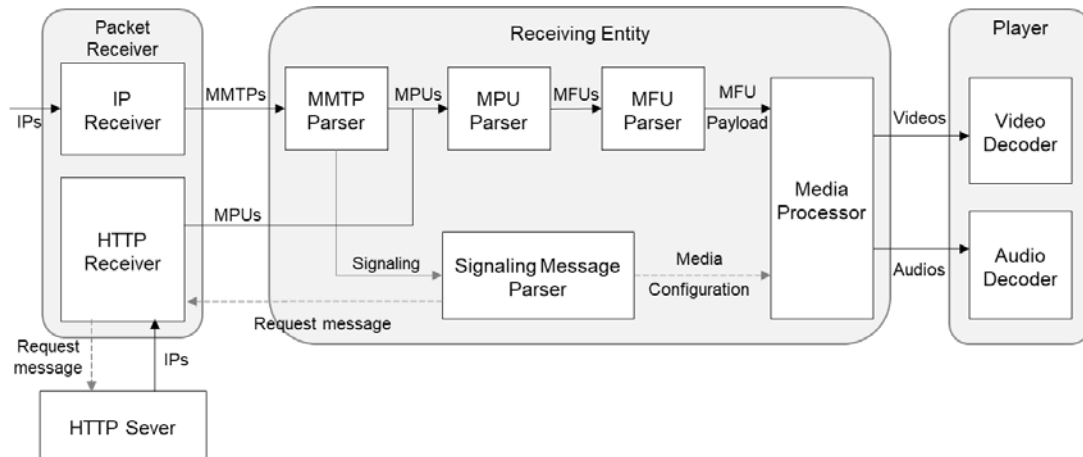 Packet
Receiver
Receiving Entity
Player
IPs
IP
Receiver
MMTPs
MMTP
Parser
MPUs
MPU
Parser
MFUs
MFU
Parser
MFU
Payload
Media
Processor
Videos
Video
Decoder
HTTP
Receiver
MPUs
Signaling
Signaling Message
Parser
Media
Configuration
Audios
Audio
Decoder
Request message
Request
message
IPs
HTTP Sever